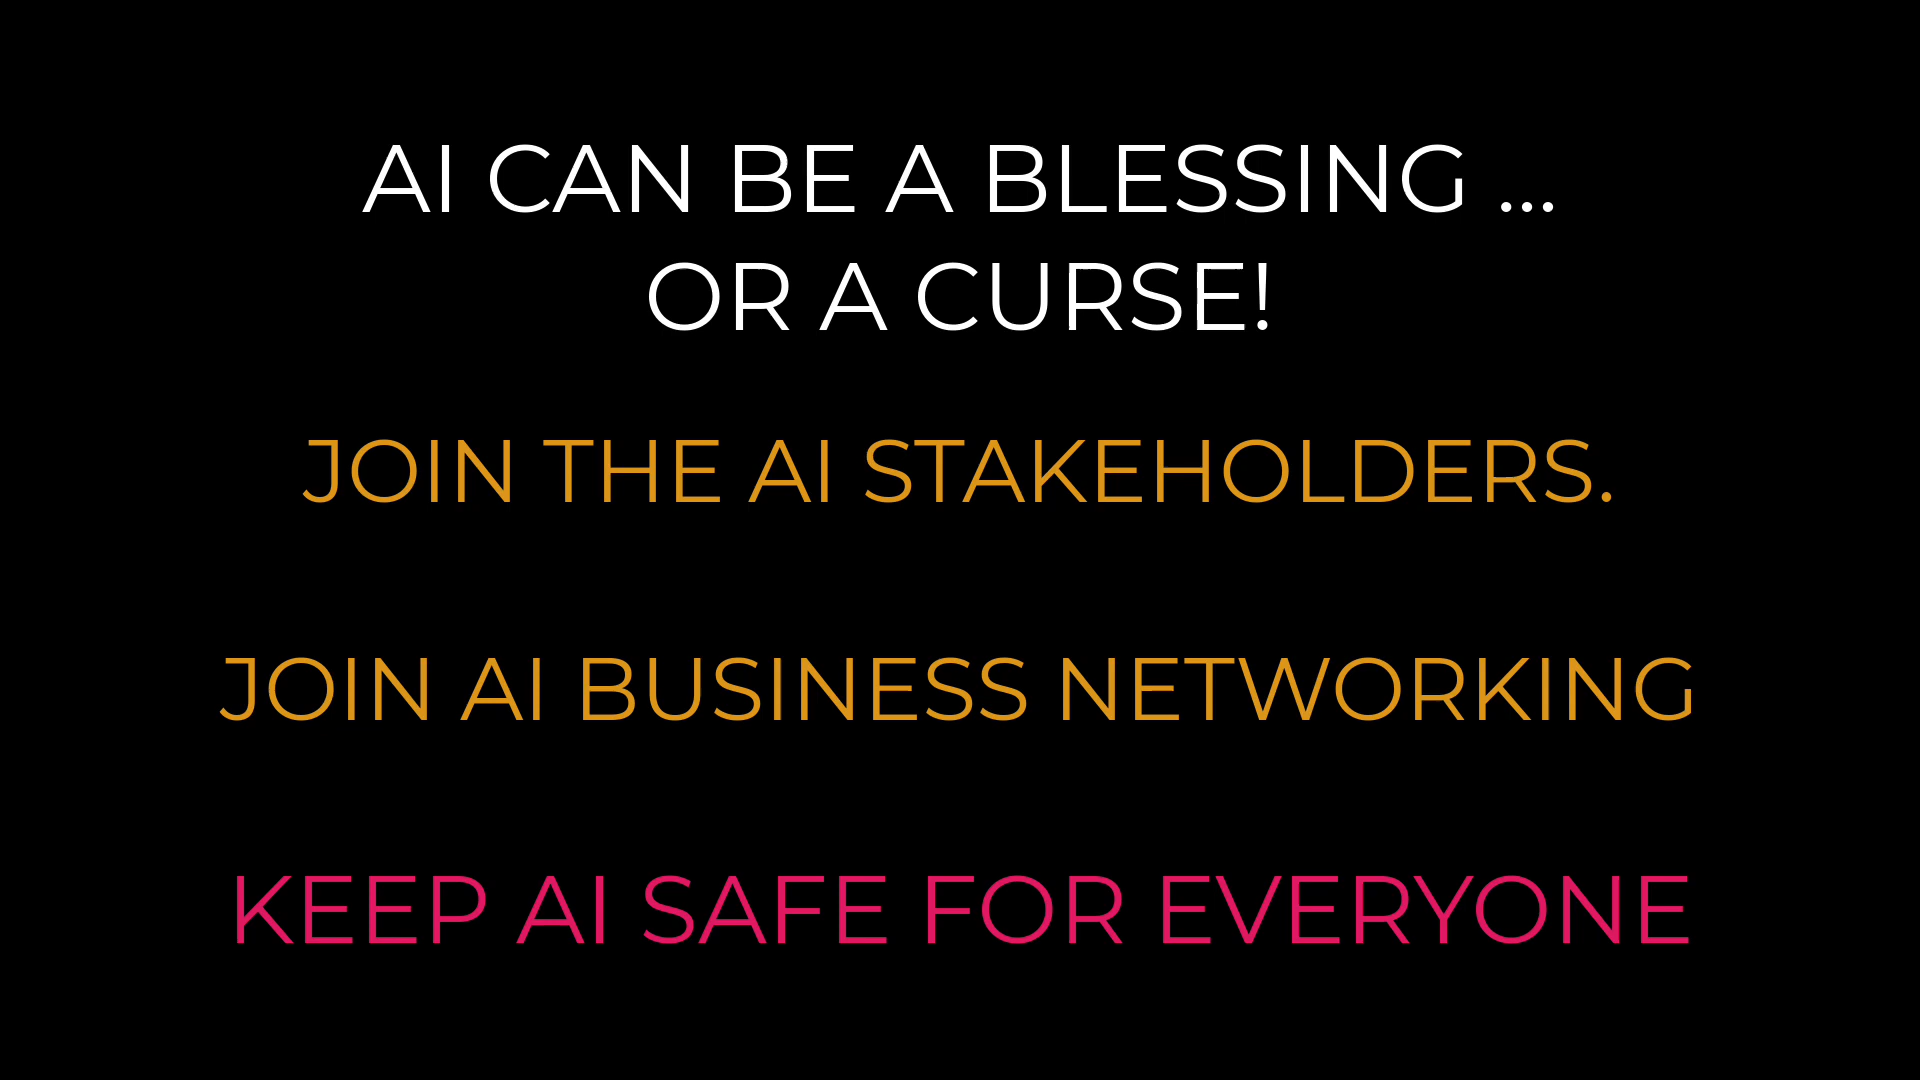 AI CAN BE A BLESSING ...
OR A CURSE!
JOIN THE AI STAKEHOLDERS.
JOIN AI BUSINESS NETWORKING
KEEP AI SAFE FOR EVERYONE